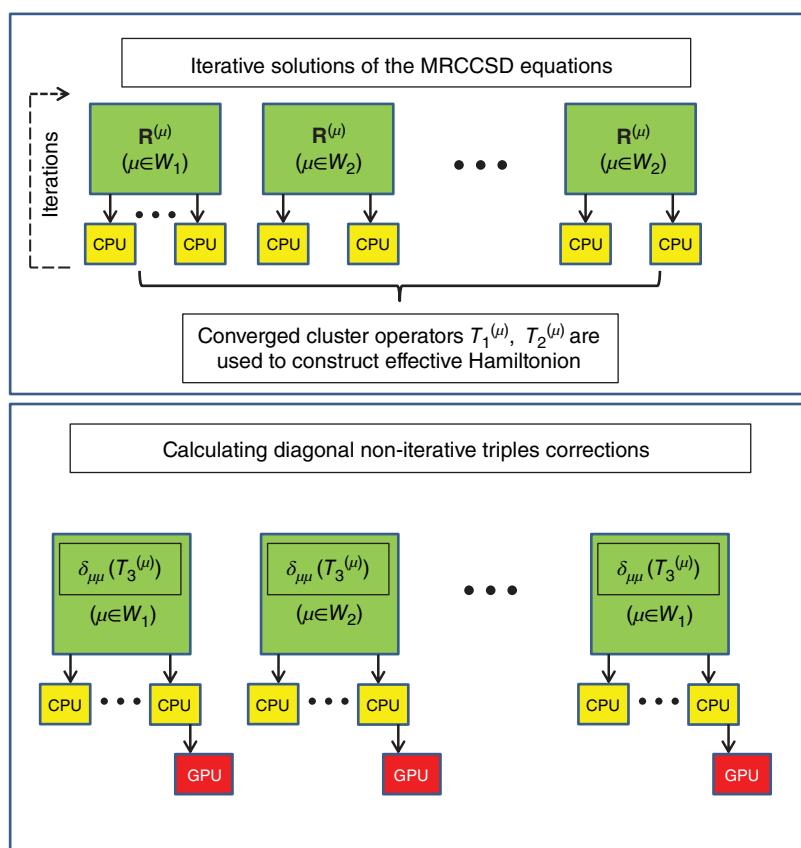 Iterative solutions of the MRCCSD equations
Iterations
R(μ)
(μ∈W1)
R(μ)
(μ∈W2)
• • •
R(μ)
(μ∈W2)
• • •
CPU
CPU
CPU
CPU
CPU
CPU
Converged cluster operators T1(μ), T2(μ) are
used to construct effective Hamiltonion
Calculating diagonal non-iterative triples corrections
δμμ(T3(μ))
(μ∈W1)
δμμ(T3(μ))
(μ∈W2)
• • •
δμμ(T3(μ))
(μ∈W1)
CPU • • • CPU
CPU • • • CPU
CPU • • • CPU
GPU
GPU
GPU